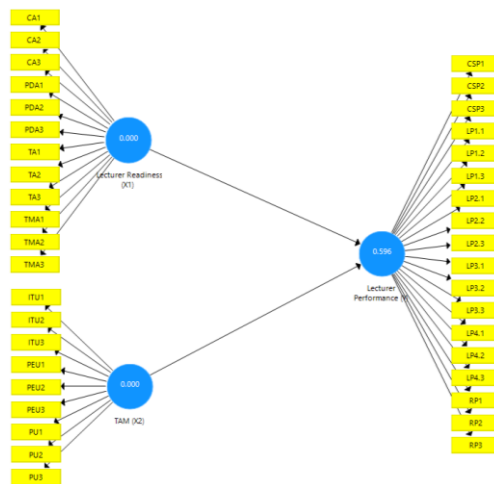 CA1
CA2
CA3
PDA1
PDA2
PDA3
TA1
TA2
TA3
TMA1
TMA2
TMA3
0.000
Lecturer Readiness
(X1)
ITU1
ITU2
ITU3
PEU1
PEU2
PEU3
PU1
PU2
PU3
0.000
TAM (X2)
0.596
Lecturer
Performance (Y)
CSP1
CSP2
CSP3
LP1.1
LP1.2
LP1.3
LP2.1
LP2.2
LP2.3
LP3.1
LP3.2
LP3.3
LP4.1
LP4.2
LP4.3
RP1
RP2
RP3